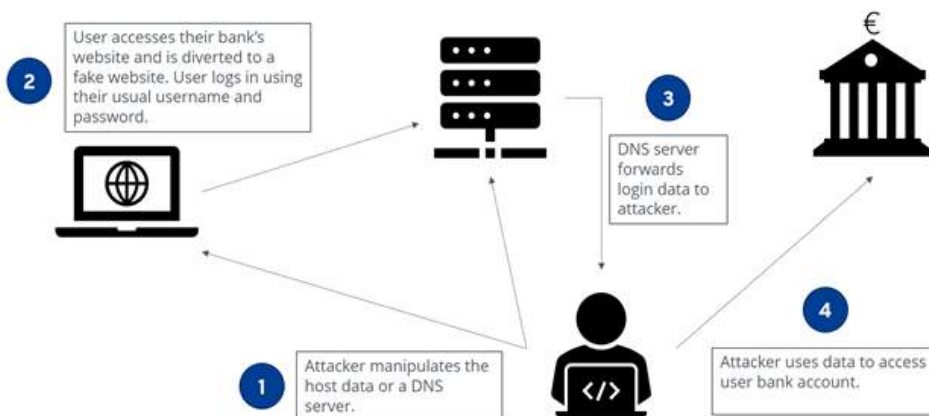 €
2
User accesses their bank's
website and is diverted to a
fake website. User logs in using
their usual username and
password.
3
DNS server
forwards
login data to
attacker.
4
Attacker uses data to access
user bank account.
1
Attacker manipulates the
host data or a DNS
server.
</>